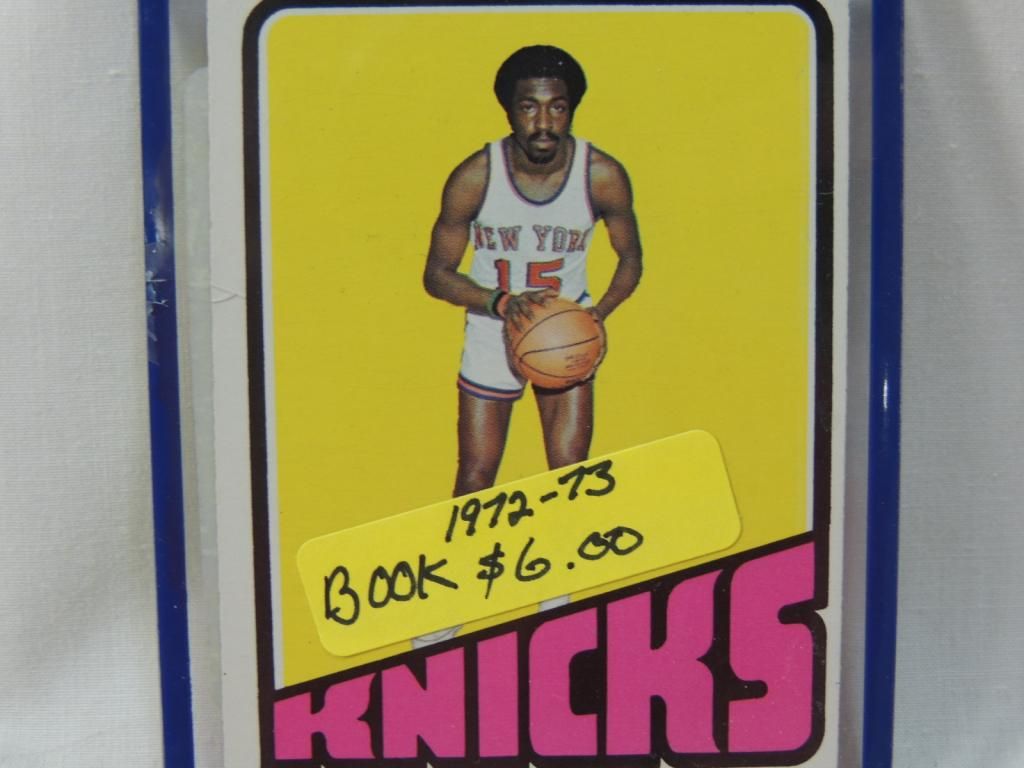 NEW YORK
15
1972-73
BOOK $6.00
KNICKS